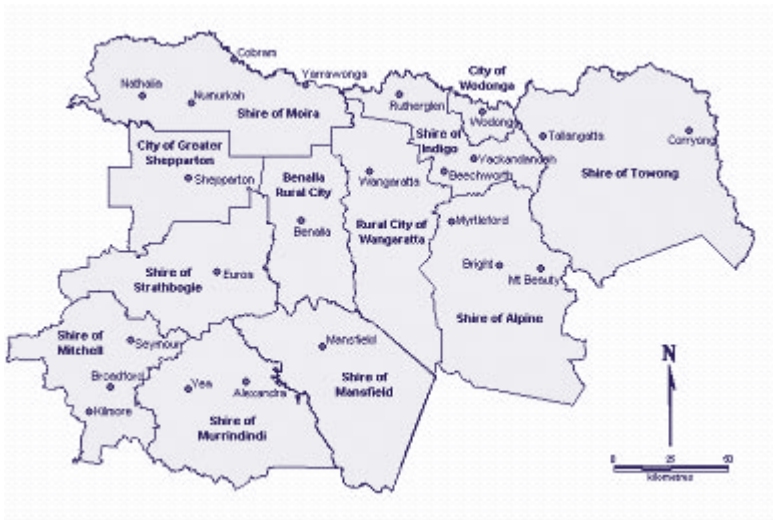 Cobram
City of
Wodonga
Yarrawonga
Nathalia
Numurkah
Rutherglen
Shire of Moira
Wodonga
Shire of
Indigo
Tallangatta
Corryong
City of Greater
Shepparton
Yackandandah
Benalla
Rural City
Shepparton
Wangaratta
Beechworth
Shire of Towong
Rural City of
Wangaratta
Myrtleford
Benalla
Bright
Mt Beauty
Shire of
Strathbogie
Euroa
Shire of Alpine
Shire of
Mitchell
Seymour
Mansfield
N
Broadford
Yea
Alexandra
Shire of
Mansfield
Kilmore
Shire of
Murrindindi
0 25 50
kilometres